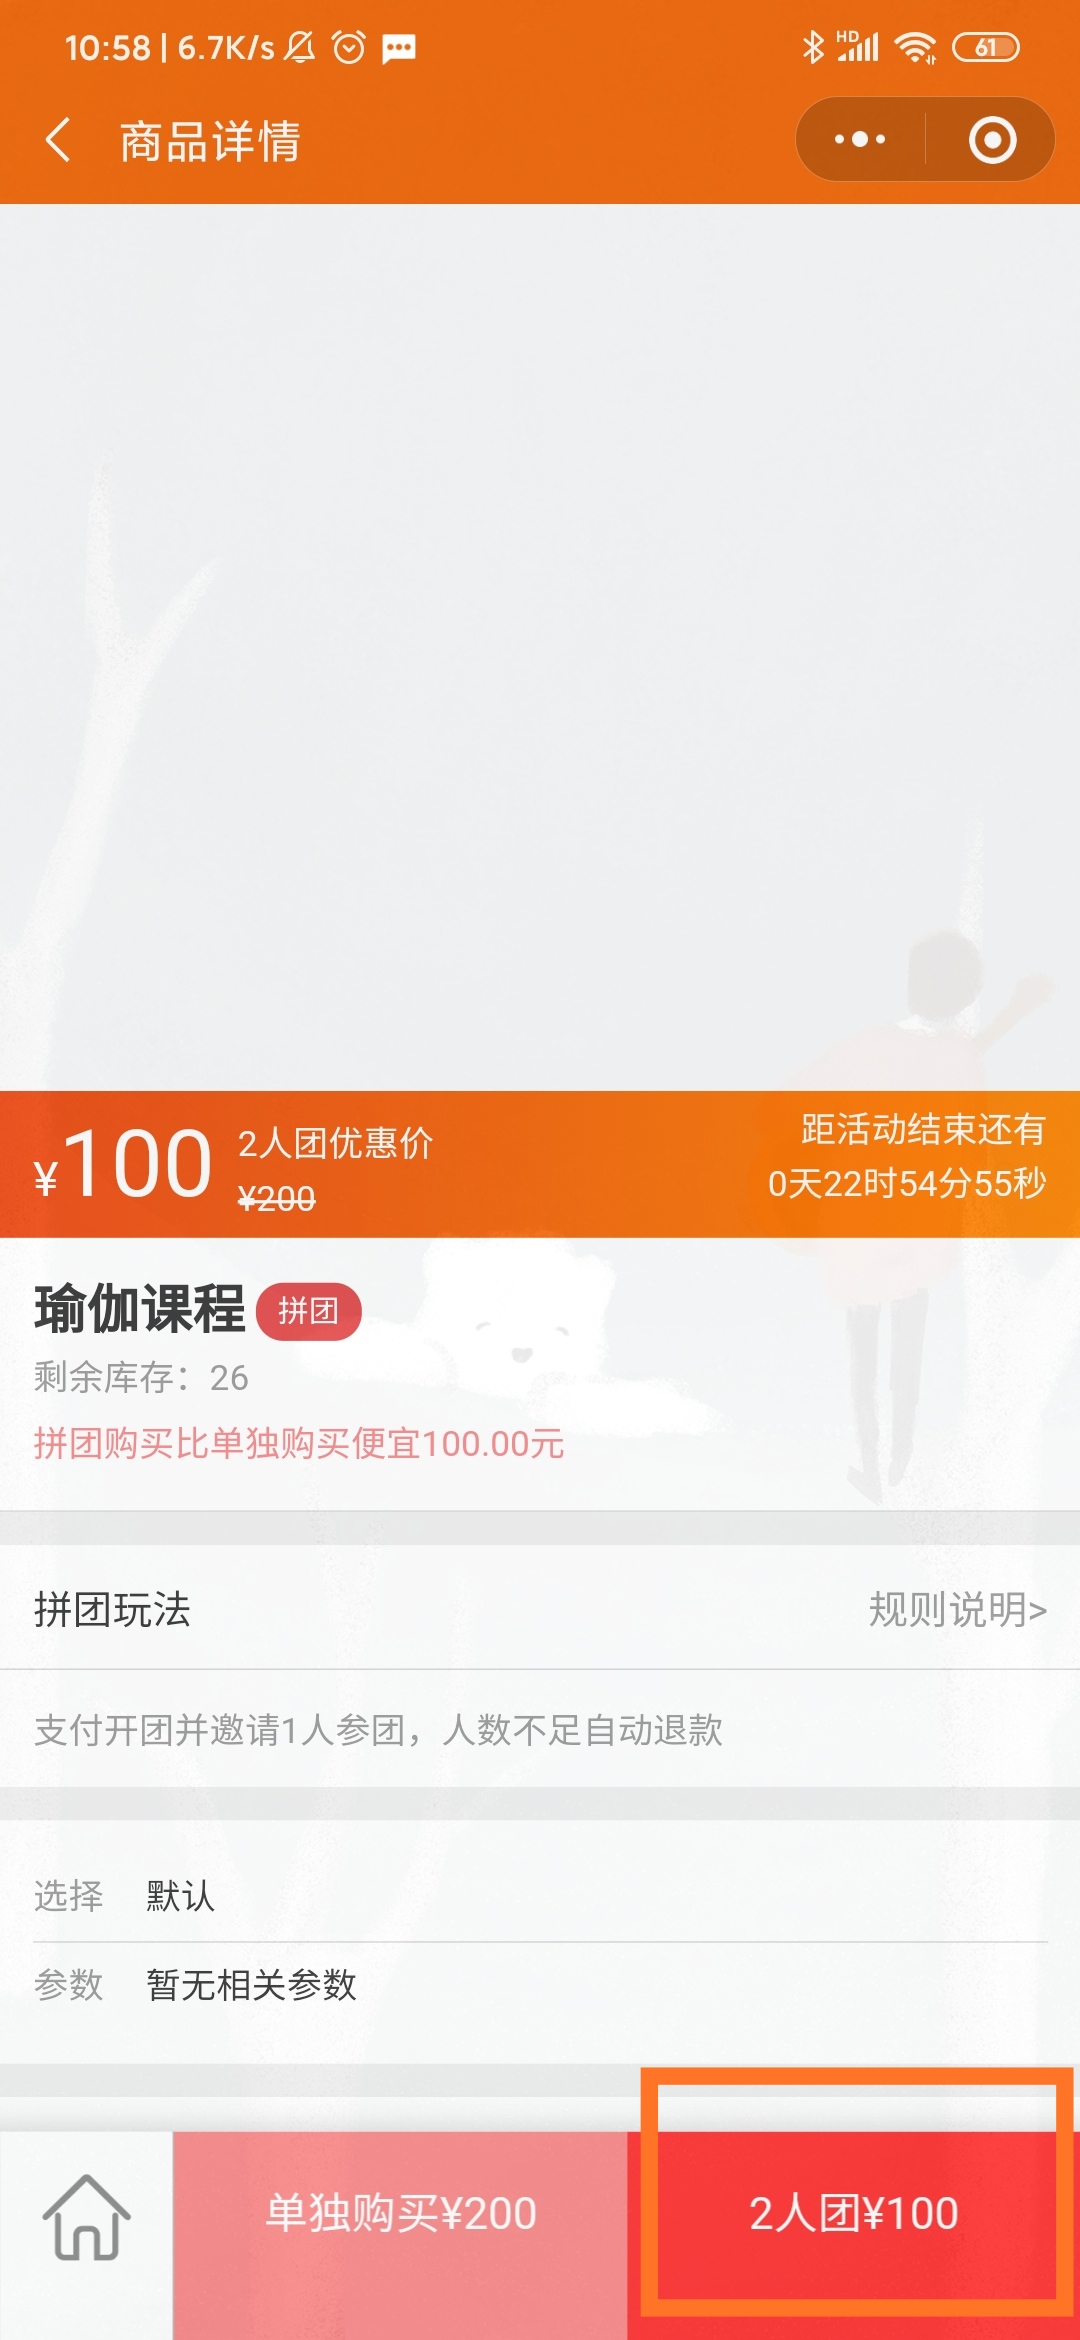 10:58 | 6.7K/s HD 61
商品详情
¥100 2人团优惠价
¥200
距活动结束还有
0天22时54分55秒
瑜伽课程 拼团
剩余库存：26
拼团购买比单独购买便宜100.00元
拼团玩法 规则说明>
支付开团并邀请1人参团，人数不足自动退款
选择 默认
参数 暂无相关参数
单独购买¥200 2人团¥100